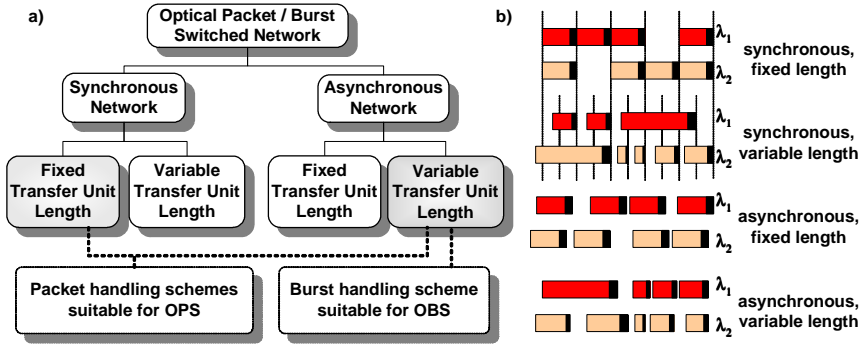 a)
Optical Packet / Burst
Switched Network
Synchronous
Network
Asynchronous
Network
Fixed
Transfer Unit
Length
Variable
Transfer Unit
Length
Fixed
Transfer Unit
Length
Variable
Transfer Unit
Length
Packet handling schemes
suitable for OPS
Burst handling scheme
suitable for OBS
b)
λ1
λ2
synchronous,
fixed length
λ1
λ2
synchronous,
variable length
λ1
λ2
asynchronous,
fixed length
λ1
λ2
asynchronous,
variable length